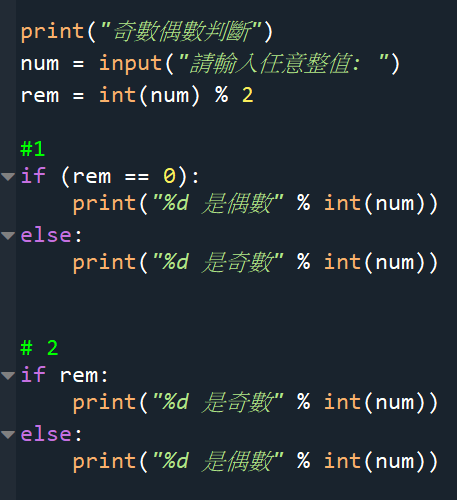 print("奇數偶數判斷")
num = input("請輸入任意整值: ")
rem = int(num) % 2
#1
if (rem == 0):
    print("%d 是偶數" % int(num))
else:
    print("%d 是奇數" % int(num))
# 2
if rem:
    print("%d 是奇數" % int(num))
else:
    print("%d 是偶數" % int(num))